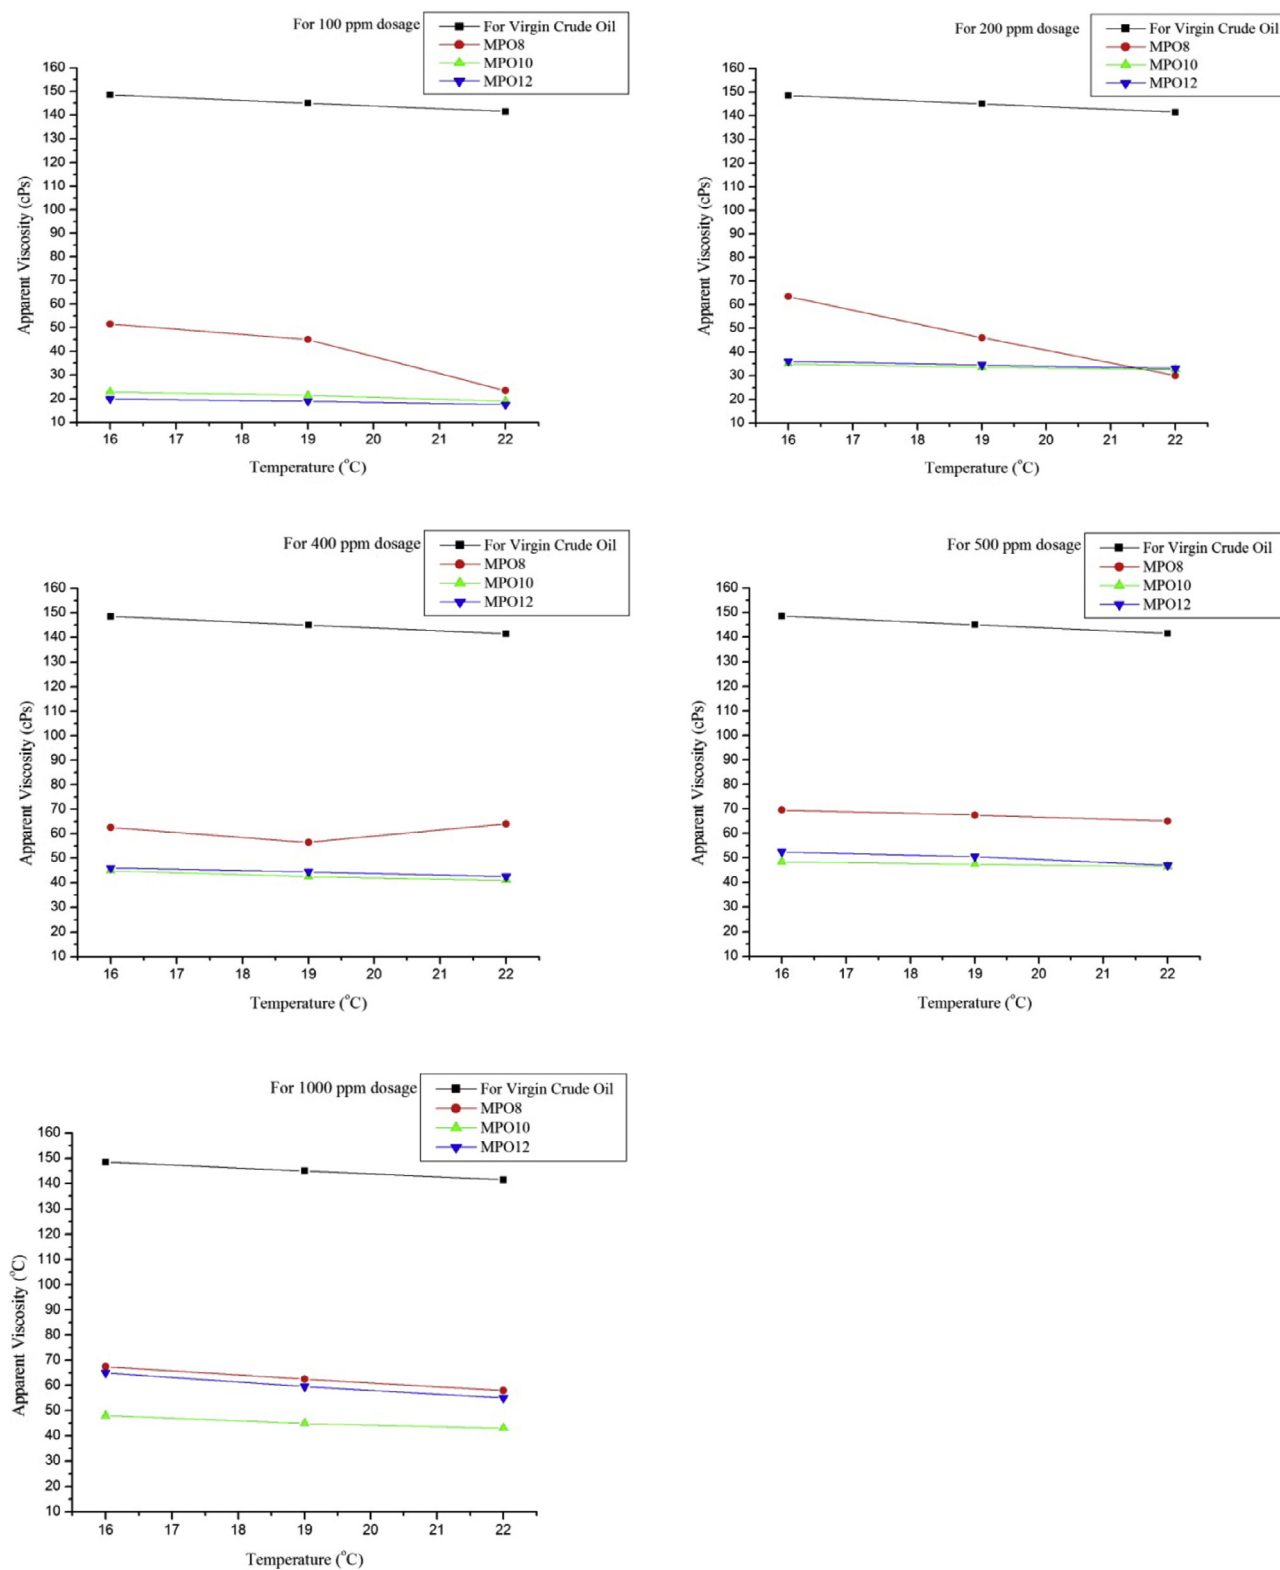 For 100 ppm dosage
For Virgin Crude Oil
MPO8
MPO10
MPO12
160
150
140
130
120
110
100
90
80
70
60
50
40
30
20
10
Apparent Viscosity (cPs)
16 17 18 19 20 21 22
Temperature (°C)
For 200 ppm dosage
For Virgin Crude Oil
MPO8
MPO10
MPO12
160
150
140
130
120
110
100
90
80
70
60
50
40
30
20
10
Apparent Viscosity (cPs)
16 17 18 19 20 21 22
Temperature (°C)
For 400 ppm dosage
For Virgin Crude Oil
MPO8
MPO10
MPO12
160
150
140
130
120
110
100
90
80
70
60
50
40
30
20
10
Apparent Viscosity (cPs)
16 17 18 19 20 21 22
Temperature (°C)
For 500 ppm dosage
For Virgin Crude Oil
MPO8
MPO10
MPO12
160
150
140
130
120
110
100
90
80
70
60
50
40
30
20
10
Apparent Viscosity (cPs)
16 17 18 19 20 21 22
Temperature (°C)
For 1000 ppm dosage
For Virgin Crude Oil
MPO8
MPO10
MPO12
160
150
140
130
120
110
100
90
80
70
60
50
40
30
20
10
Apparent Viscosity (°C)
16 17 18 19 20 21 22
Temperature (°C)